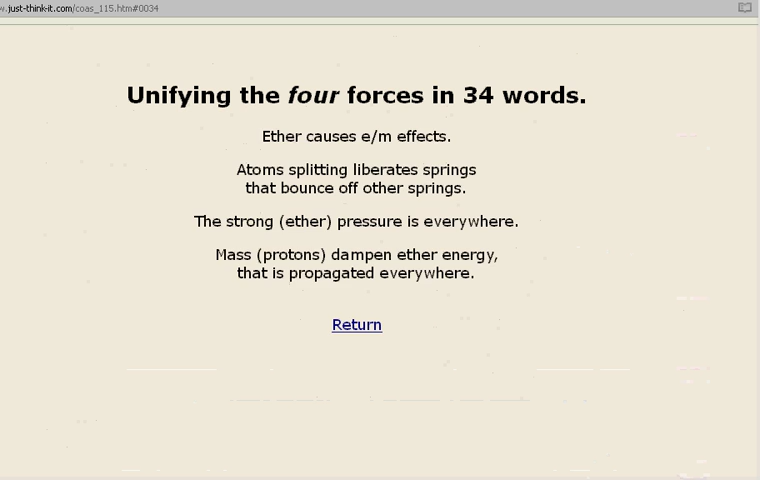 w.just-think-it.com/coas_115.htm#0034
Unifying the four forces in 34 words.
Ether causes e/m effects.
Atoms splitting liberates springs
that bounce off other springs.
The strong (ether) pressure is everywhere.
Mass (protons) dampen ether energy,
that is propagated everywhere.
Return